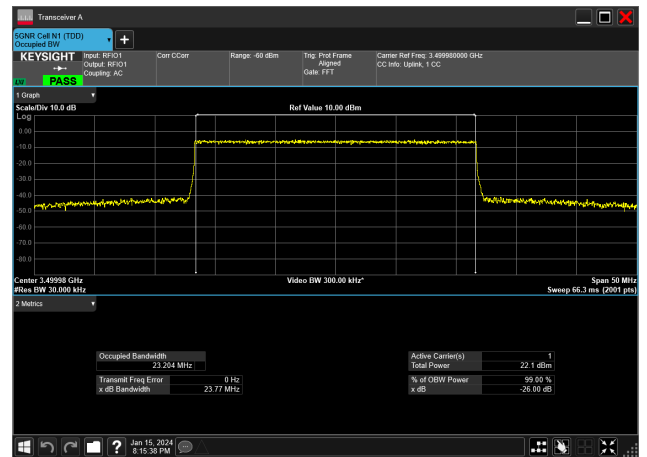 Transceiver A
5GNR Cell N1 (TDD)
Occupied BW
KEYSIGHT
LW PASS
Input: RFIO1
Output: RFIO1
Coupling: AC
Corr CCorr
Range: -60 dBm
Trig: Prot Frame
Aligned
Gate: FFT
Carrier Ref Freq: 3.499980000 GHz
CC Info: Uplink, 1 CC
1 Graph
Scale/Div 10.0 dB
Ref Value 10.00 dBm
Log
0.00
-10.0
-20.0
-30.0
-40.0
-50.0
-60.0
-70.0
-80.0
Center 3.49998 GHz
Video BW 300.00 kHz*
Span 50 MHz
#Res BW 30.000 kHz
Sweep 66.3 ms (2001 pts)
2 Metrics
Occupied Bandwidth
23.204 MHz
Transmit Freq Error 0 Hz
x dB Bandwidth 23.77 MHz
Active Carrier(s) 1
Total Power 22.1 dBm
% of OBW Power 99.00 %
x dB -26.00 dB
Jan 15, 2024
8:15:38 PM